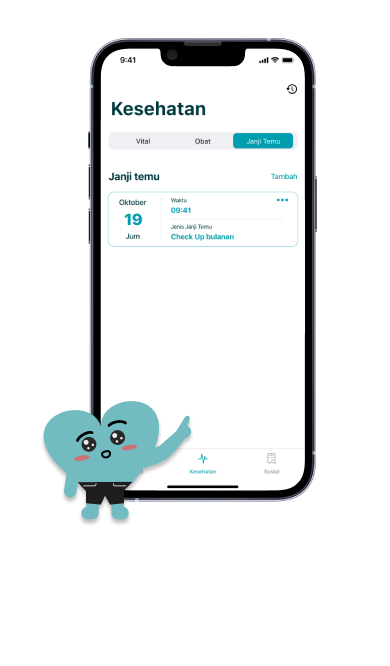 9:41
Kesehatan
Vital Obat Janji Temu
Janji temu Tambah
Oktober
19
Jum
Waktu
09:41
Jenis Janji Temu
Check Up bulanan
Kesehatan Sosial